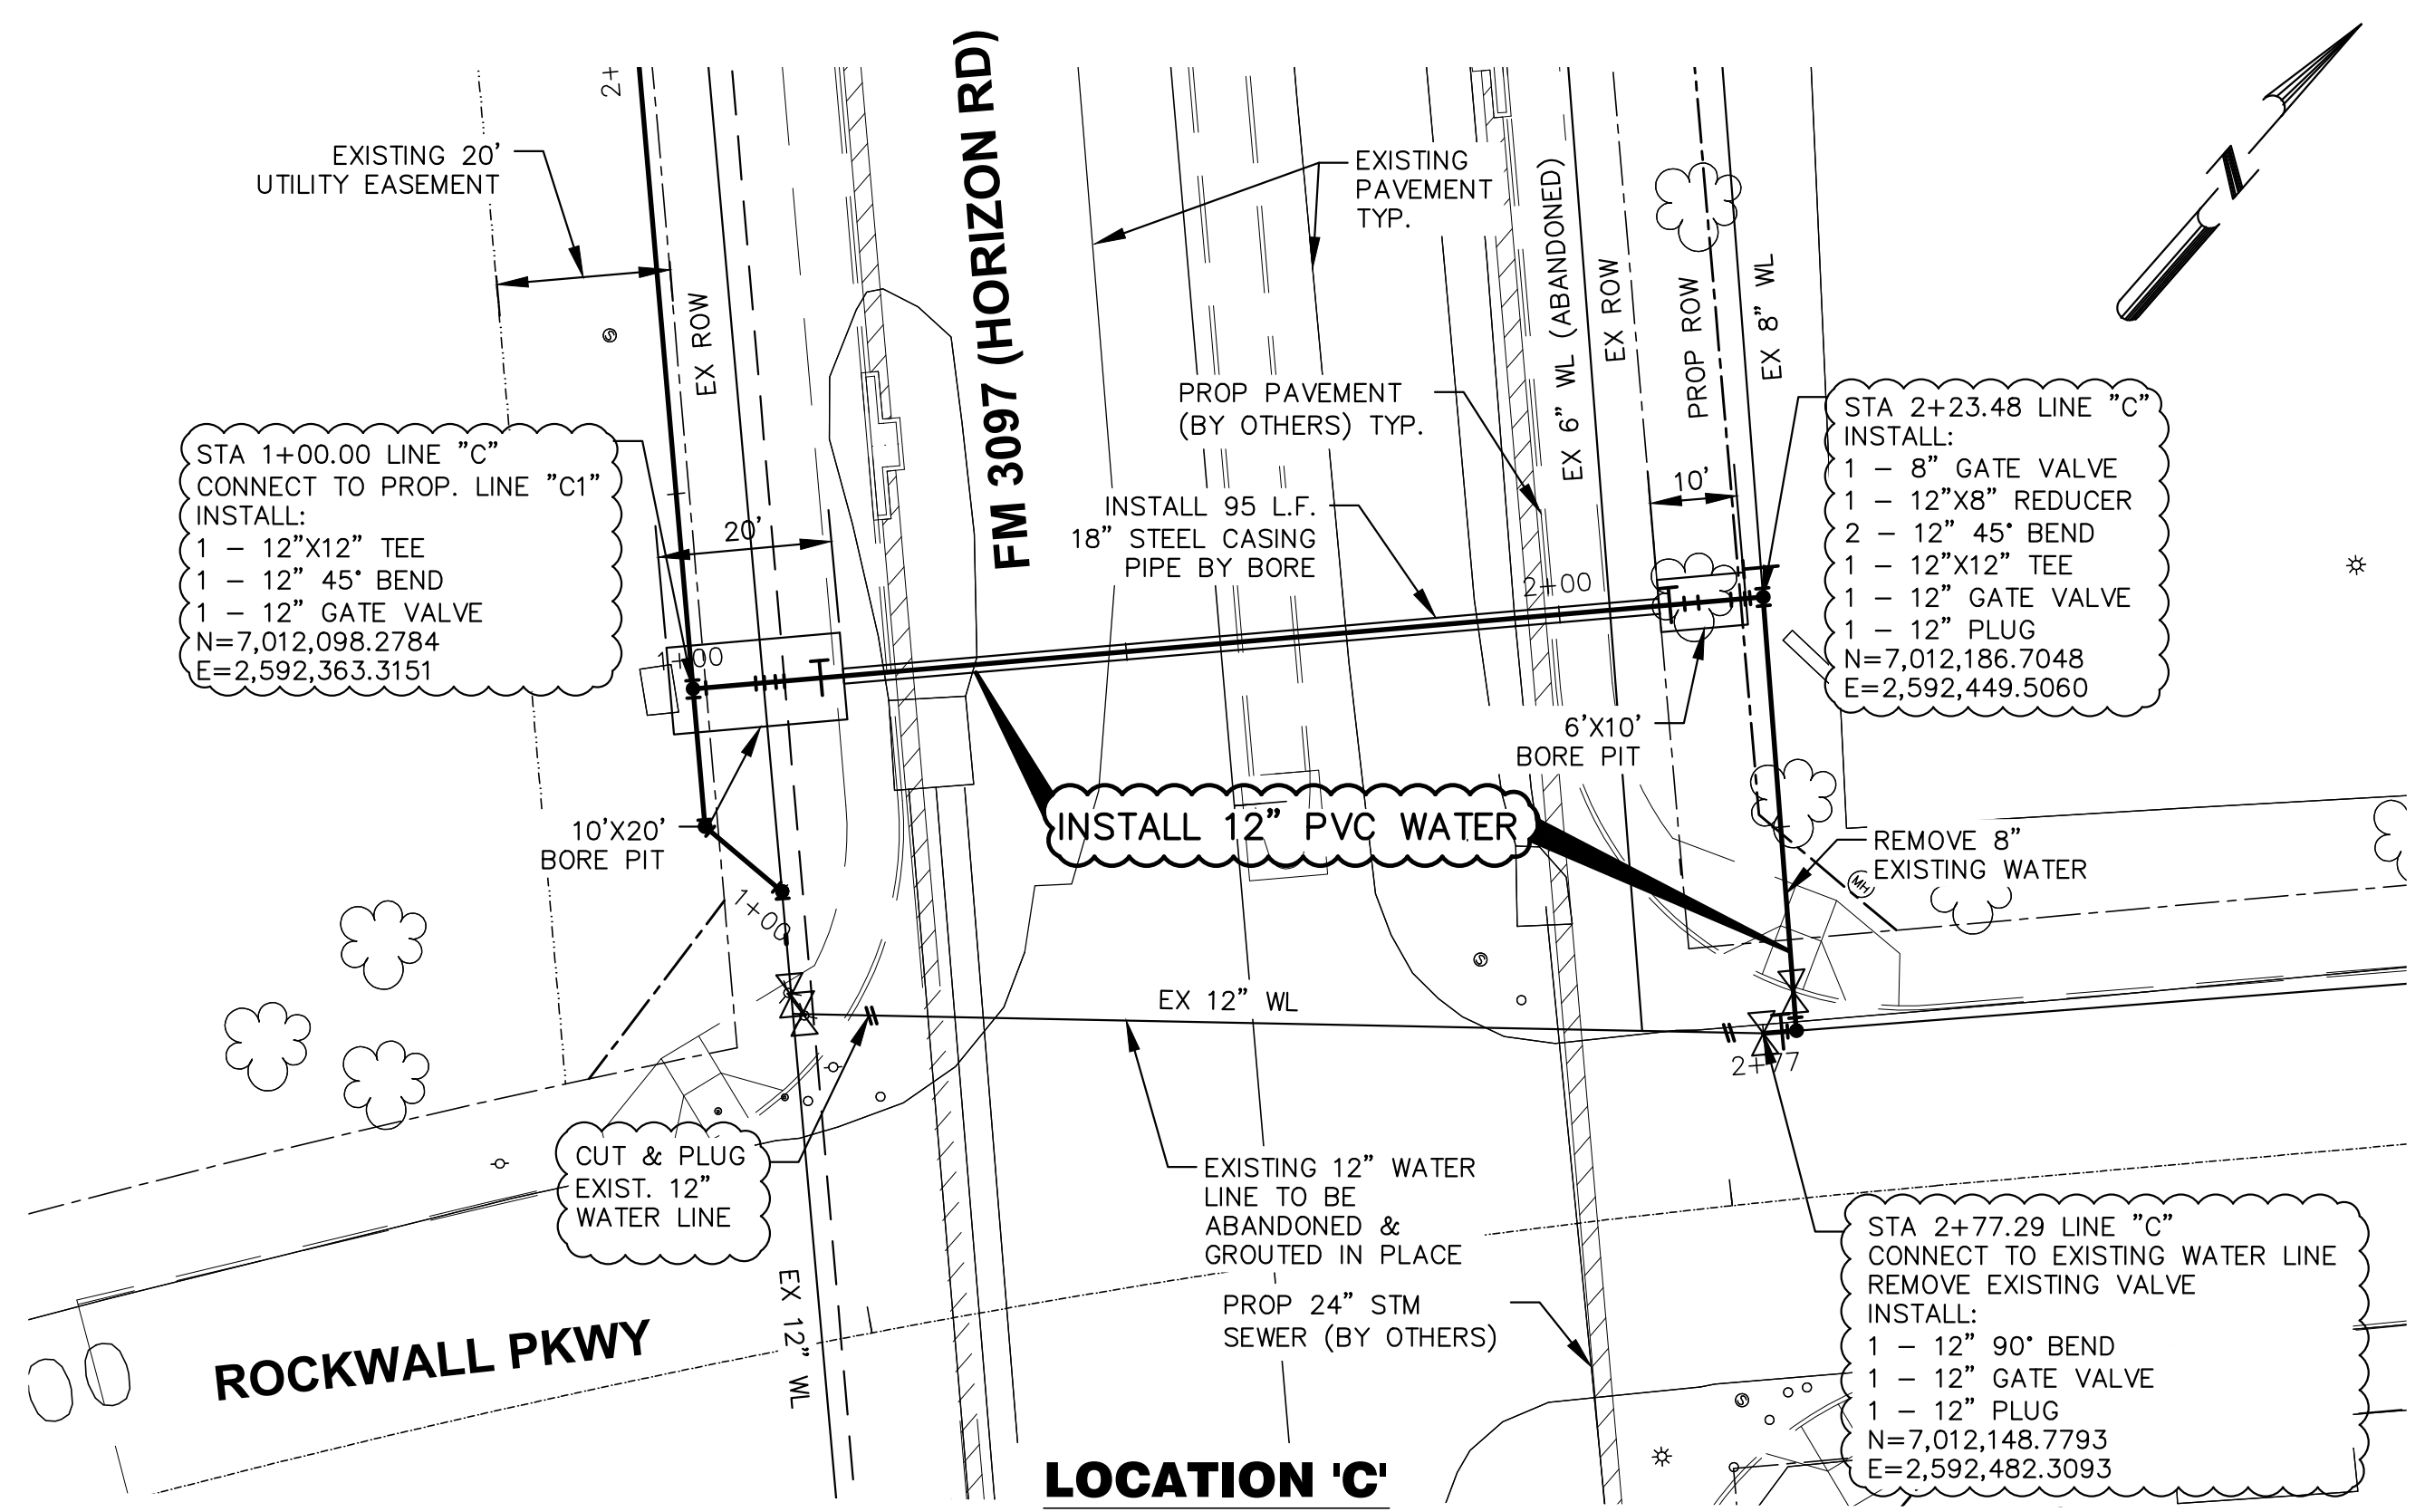 2+
FM 3097 (HORIZON RD)
EXISTING 20'
UTILITY EASEMENT
EXISTING
PAVEMENT
TYP.
EX ROW
EX 6" WL (ABANDONED)
EX ROW
PROP ROW
EX 8" WL
N
PROP PAVEMENT
(BY OTHERS) TYP.
STA 1+00.00 LINE "C"
CONNECT TO PROP. LINE "C1"
INSTALL:
1 – 12"X12" TEE
1 – 12" 45° BEND
1 – 12" GATE VALVE
N=7,012,098.2784
E=2,592,363.3151
20'
INSTALL 95 L.F.
18" STEEL CASING
PIPE BY BORE
10'
STA 2+23.48 LINE "C"
INSTALL:
1 – 8" GATE VALVE
1 – 12"X8" REDUCER
2 – 12" 45° BEND
1 – 12"X12" TEE
1 – 12" GATE VALVE
1 – 12" PLUG
N=7,012,186.7048
E=2,592,449.5060
2+00
1+00
6'X10'
BORE PIT
INSTALL 12" PVC WATER
10'X20'
BORE PIT
REMOVE 8"
EXISTING WATER
MH
S
S
1+00
EX 12" WL
2+77
CUT & PLUG
EXIST. 12"
WATER LINE
EXISTING 12" WATER
LINE TO BE
ABANDONED &
GROUTED IN PLACE
PROP 24" STM
SEWER (BY OTHERS)
EX 12" WL
STA 2+77.29 LINE "C"
CONNECT TO EXISTING WATER LINE
REMOVE EXISTING VALVE
INSTALL:
1 – 12" 90° BEND
1 – 12" GATE VALVE
1 – 12" PLUG
N=7,012,148.7793
E=2,592,482.3093
S
ROCKWALL PKWY
LOCATION 'C'